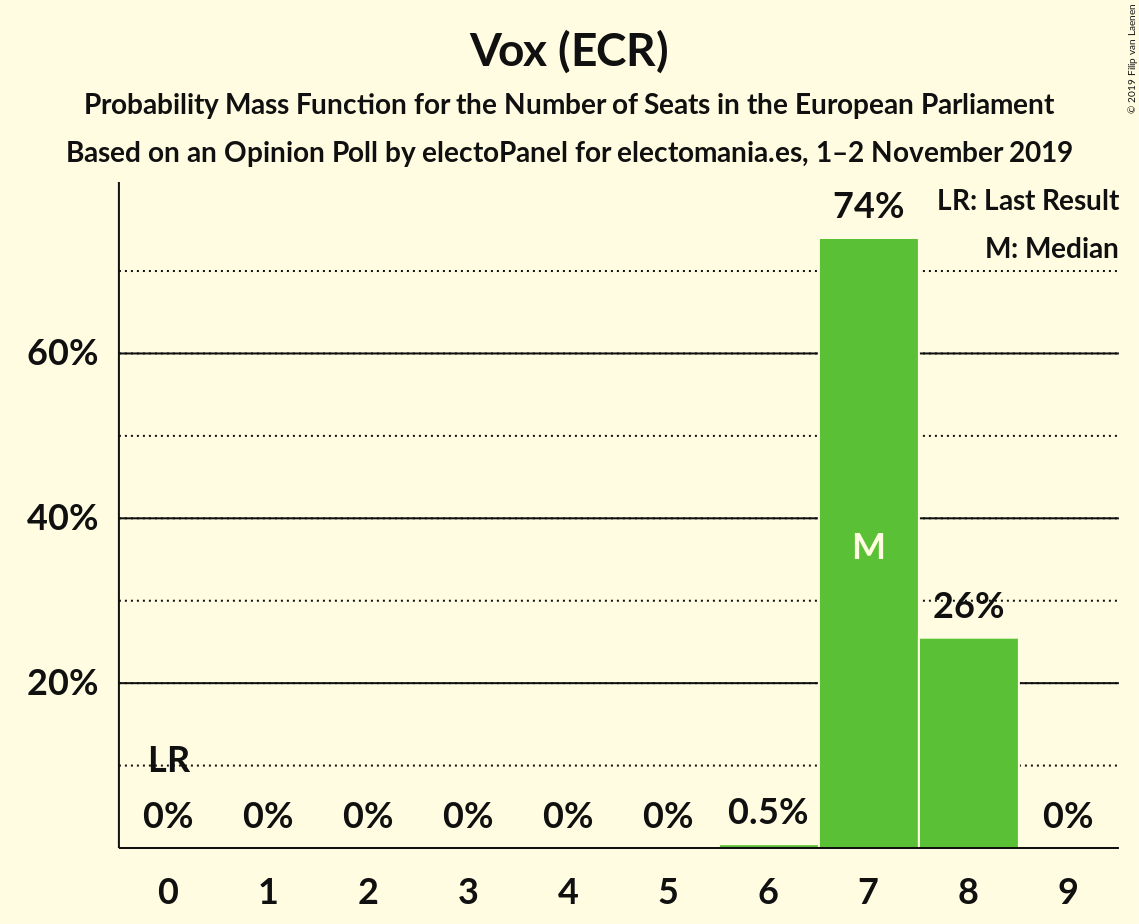 © 2019 Filip van Laenen
Vox (ECR)
Probability Mass Function for the Number of Seats in the European Parliament
Based on an Opinion Poll by electoPanel for electomania.es, 1–2 November 2019
LR: Last Result
M: Median
74%
60%
40%
M
26%
20%
LR
0% 0% 0% 0% 0% 0% 0.5% 0%
0 1 2 3 4 5 6 7 8 9